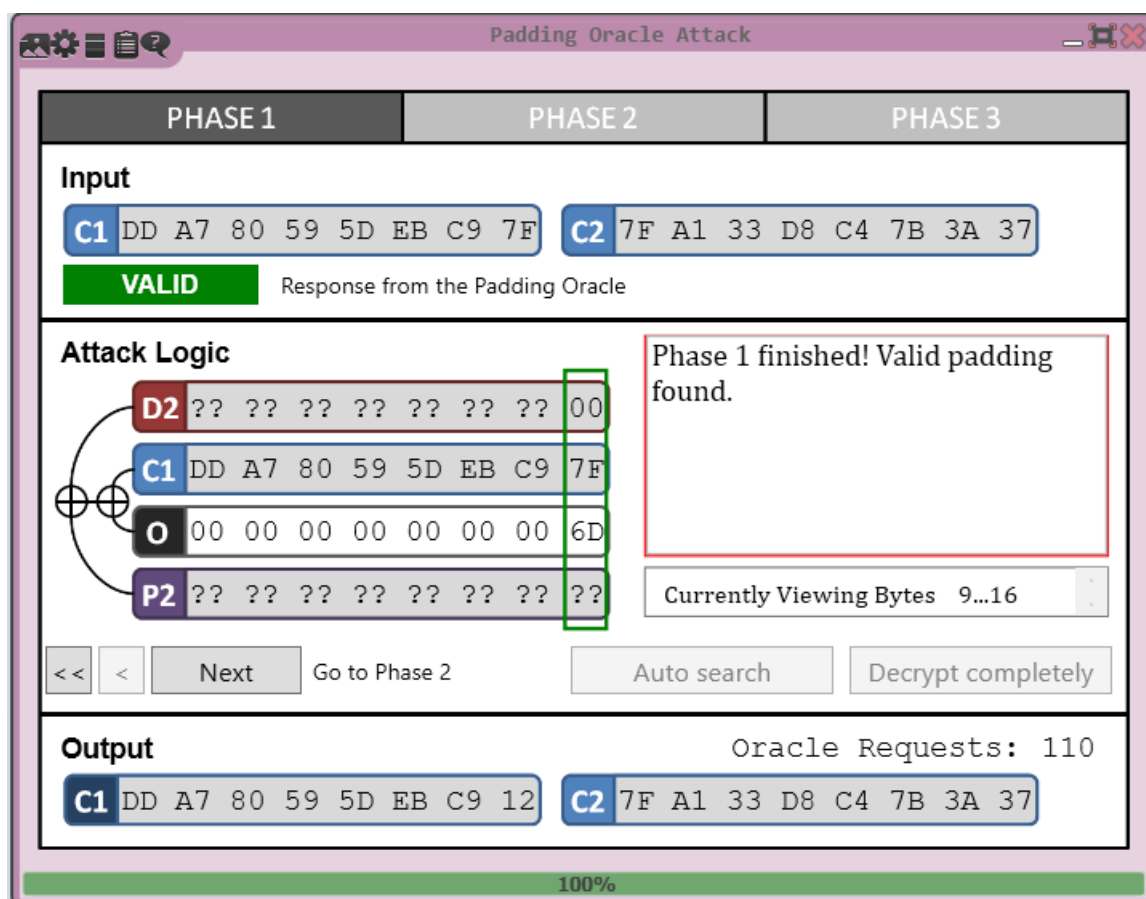 Padding Oracle Attack
PHASE 1 PHASE 2 PHASE 3
Input
C1 DD A7 80 59 5D EB C9 7F C2 7F A1 33 D8 C4 7B 3A 37
VALID Response from the Padding Oracle
Attack Logic
Phase 1 finished! Valid padding
found.
D2 ?? ?? ?? ?? ?? ?? ?? 00
C1 DD A7 80 59 5D EB C9 7F
O 00 00 00 00 00 00 00 6D
P2 ?? ?? ?? ?? ?? ?? ?? ??
Currently Viewing Bytes 9...16
<< < Next Go to Phase 2 Auto search Decrypt completely
Output Oracle Requests: 110
C1 DD A7 80 59 5D EB C9 12 C2 7F A1 33 D8 C4 7B 3A 37
100%